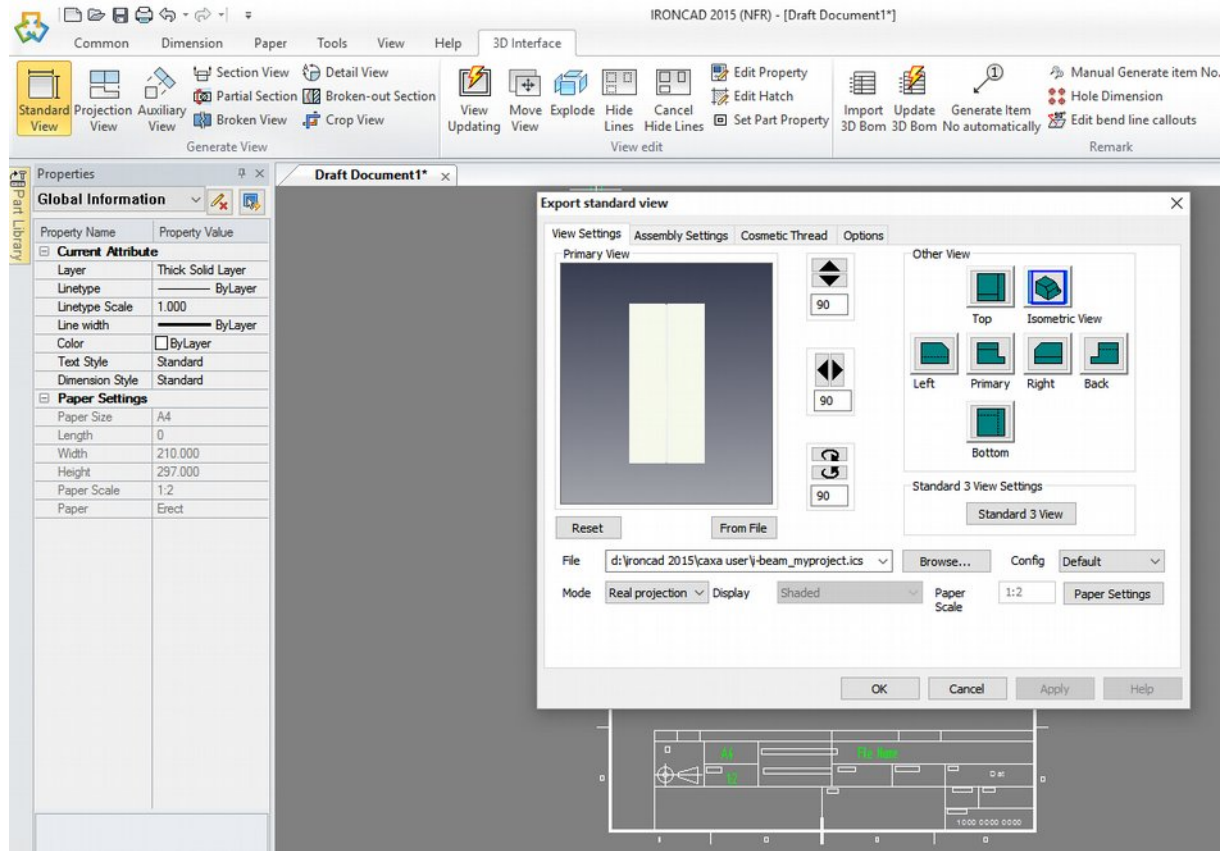 IRONCAD 2015 (NFR) - [Draft Document1*]
Common Dimension Paper Tools View Help 3D Interface
Standard View
Projection View
Auxiliary View
Section View
Partial Section
Broken View
Detail View
Broken-out Section
Crop View
Generate View
View Updating
Move View
Explode
Hide Lines
Cancel Hide Lines
Edit Property
Edit Hatch
Set Part Property
View edit
Import 3D Bom
Update 3D Bom
Generate Item No automatically
Manual Generate item No.
Hole Dimension
Edit bend line callouts
Remark
Part Library
Properties
Global Information
Property Name Property Value
Current Attribute
Layer Thick Solid Layer
Linetype ByLayer
Linetype Scale 1.000
Line width ByLayer
Color ByLayer
Text Style Standard
Dimension Style Standard
Paper Settings
Paper Size A4
Length 0
Width 210.000
Height 297.000
Paper Scale 1:2
Paper Erect
Draft Document1*
Export standard view
View Settings Assembly Settings Cosmetic Thread Options
Primary View
90
90
90
Reset From File
Other View
Top Isometric View
Left Primary Right Back
Bottom
Standard 3 View Settings
Standard 3 View
File d:\ironcad 2015\caxa user\i-beam_myproject.ics Browse... Config Default
Mode Real projection Display Shaded Paper Scale 1:2 Paper Settings
OK Cancel Apply Help
A4 File Name
1:2
1000 0000 0000